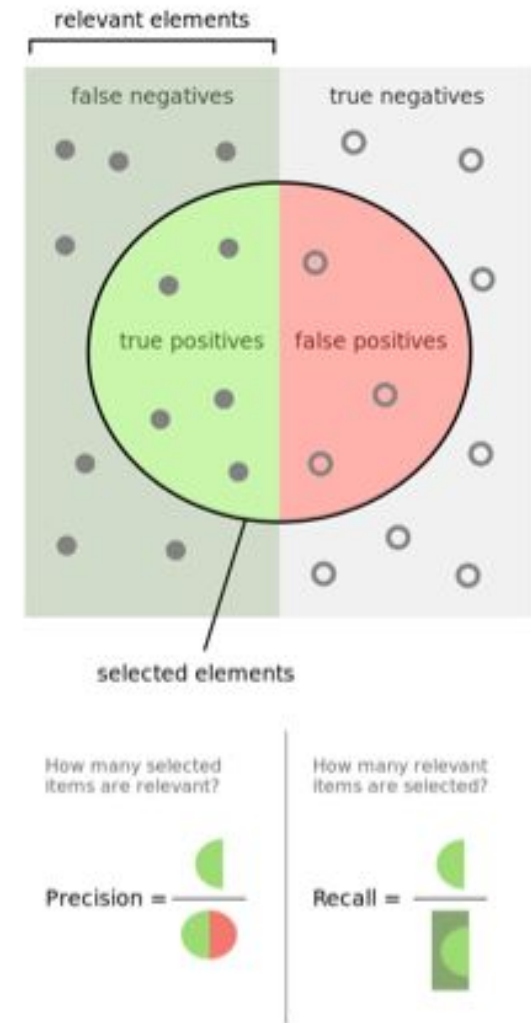 relevant elements
false negatives
true negatives
true positives
false positives
selected elements
How many selected
items are relevant?
Precision =
How many relevant
items are selected?
Recall =